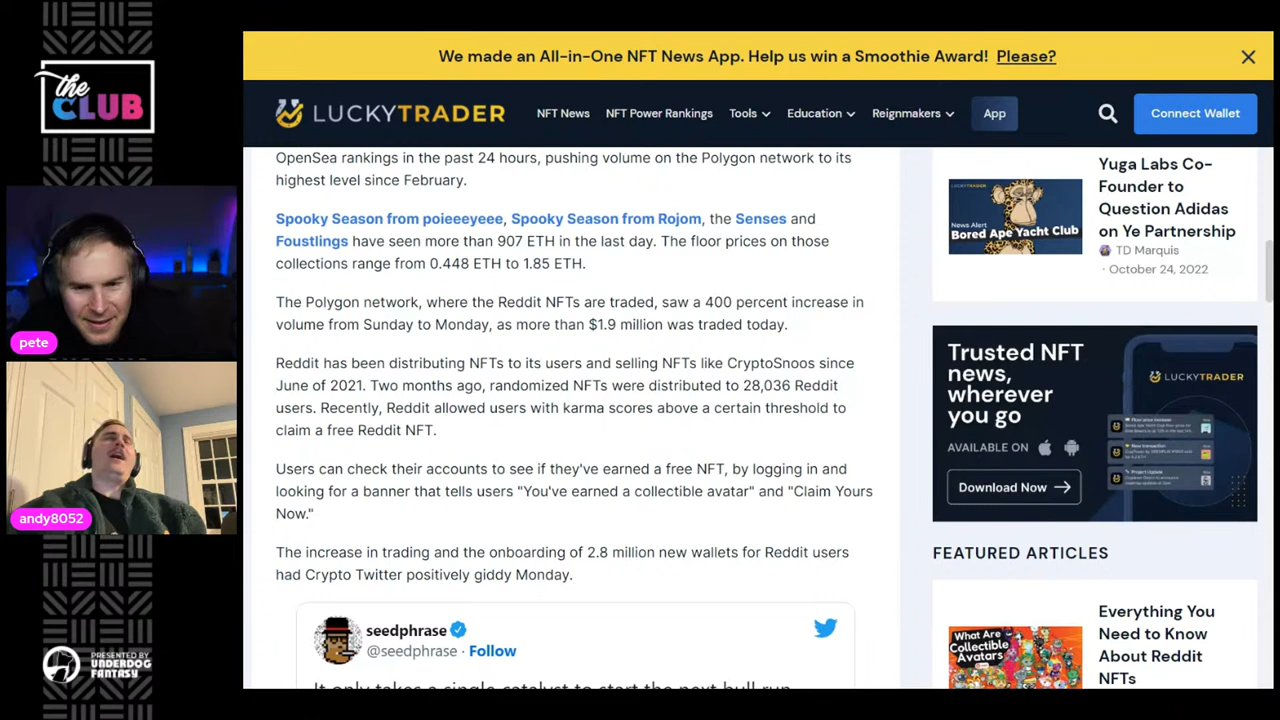 the
CLUB
pete
andy8052
PRESENTED BY
UNDERDOG
FANTASY
We made an All-in-One NFT News App. Help us win a Smoothie Award! Please?
LUCKYTRADER
NFT News
NFT Power Rankings
Tools
Education
Reignmakers
App
Connect Wallet
OpenSea rankings in the past 24 hours, pushing volume on the Polygon network to its
highest level since February.
Spooky Season from poieeeyeee, Spooky Season from Rojom, the Senses and
Foustlings have seen more than 907 ETH in the last day. The floor prices on those
collections range from 0.448 ETH to 1.85 ETH.
The Polygon network, where the Reddit NFTs are traded, saw a 400 percent increase in
volume from Sunday to Monday, as more than $1.9 million was traded today.
Reddit has been distributing NFTs to its users and selling NFTs like CryptoSnoos since
June of 2021. Two months ago, randomized NFTs were distributed to 28,036 Reddit
users. Recently, Reddit allowed users with karma scores above a certain threshold to
claim a free Reddit NFT.
Users can check their accounts to see if they've earned a free NFT, by logging in and
looking for a banner that tells users "You've earned a collectible avatar" and "Claim Yours
Now."
The increase in trading and the onboarding of 2.8 million new wallets for Reddit users
had Crypto Twitter positively giddy Monday.
seedphrase
@seedphrase · Follow
It only takes a single catalyst to start the next bull run
LUCKYTRADER
News Alert
Bored Ape Yacht Club
Yuga Labs Co-
Founder to
Question Adidas
on Ye Partnership
TD Marquis
· October 24, 2022
Trusted NFT
news,
wherever
you go
LUCKYTRADER
AVAILABLE ON
Download Now
FEATURED ARTICLES
What Are
Collectible
Avatars
Everything You
Need to Know
About Reddit
NFTs